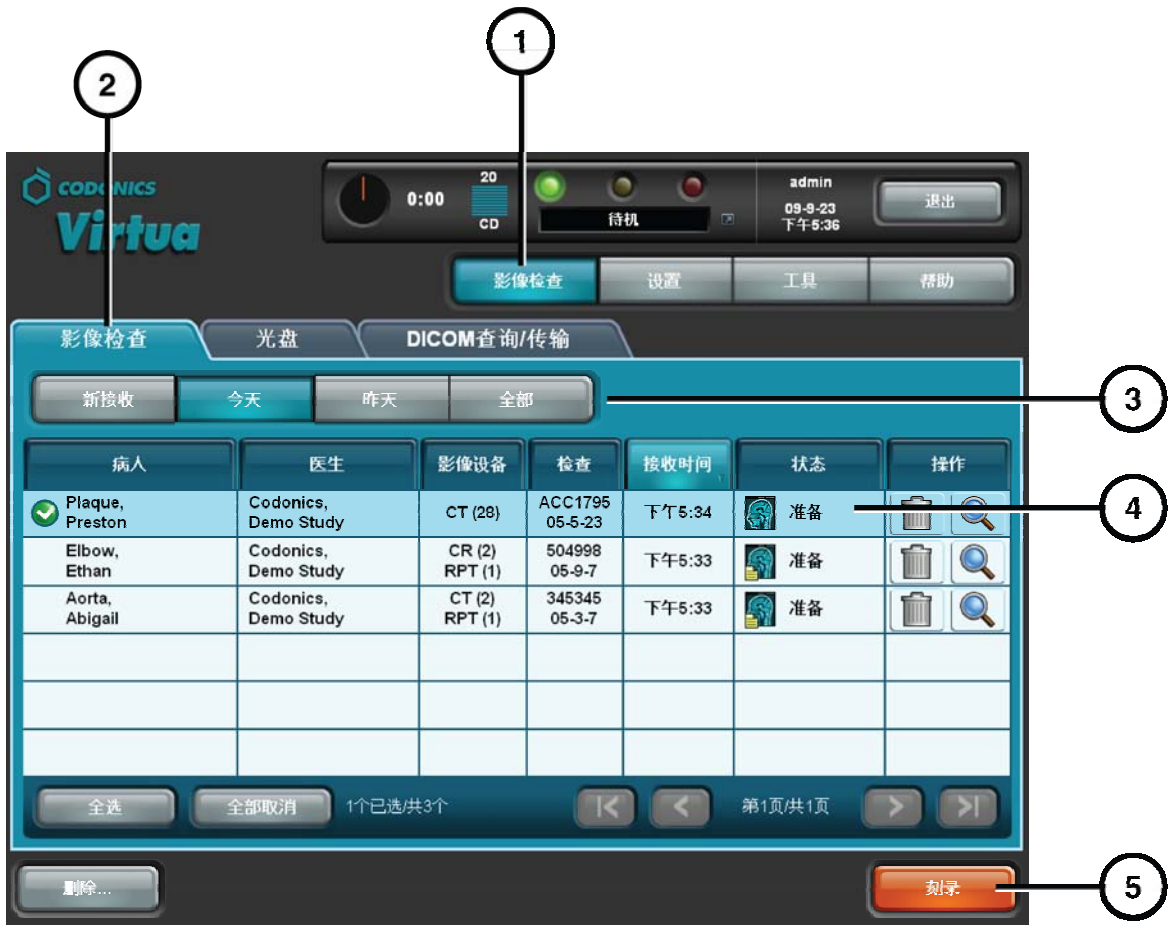 1
2
CODONICS
Virtua
0:00
20
CD
待机
admin
09-9-23
下午5:36
退出
影像检查 设置 工具 帮助
影像检查 光盘 DICOM查询/传输
新接收 今天 昨天 全部
3
病人 医生 影像设备 检查 接收时间 状态 操作
Plaque, Codonics, CT (28) ACC1795 下午5:34 准备
Preston Demo Study 05-5-23
4
Elbow, Codonics, CR (2) 504998 下午5:33 准备
Ethan Demo Study RPT (1) 05-9-7
Aorta, Codonics, CT (2) 345345 下午5:33 准备
Abigail Demo Study RPT (1) 05-3-7
全选 全部取消 1个已选/共3个 第1页/共1页
删除... 刻录
5